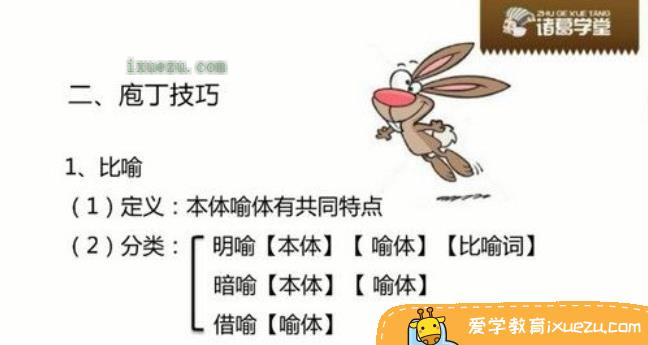 ZHU GE XUE TANG
诸葛学堂
ixuezu.com
二、庖丁技巧
1、比喻
（1）定义：本体喻体有共同特点
（2）分类：
明喻【本体】【 喻体】【比喻词】
暗喻【本体】【 喻体】
借喻【喻体】
爱学教育ixuezu.com